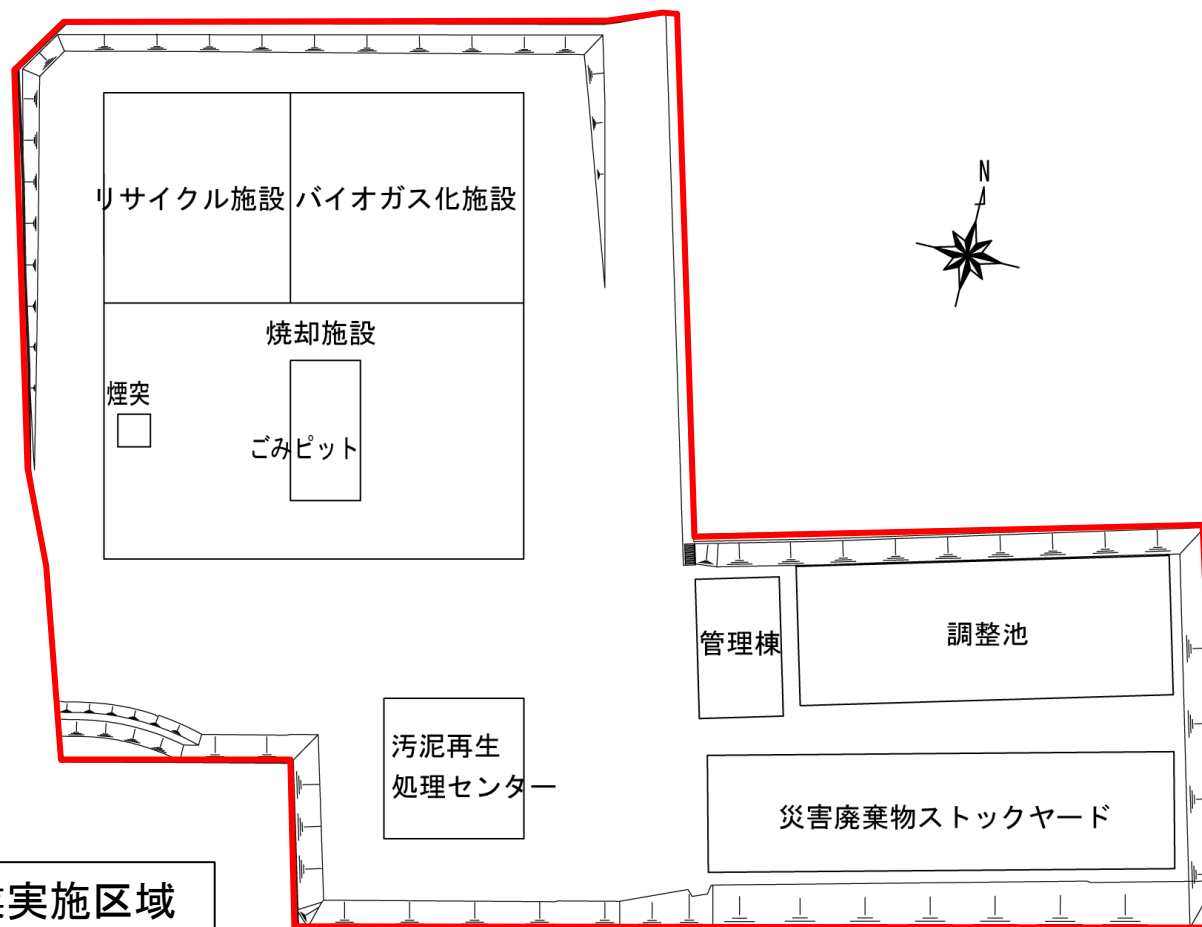 N
リサイクル施設
バイオガス化施設
焼却施設
煙突
ごみピット
管理棟
調整池
汚泥再生
処理センター
災害廃棄物ストックヤード
実施区域